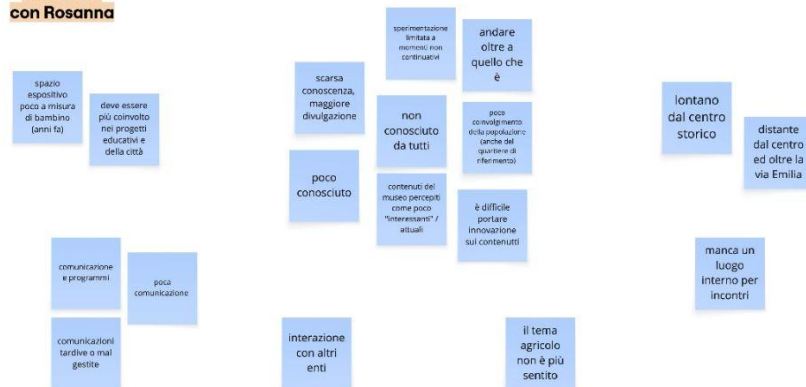 con Rosanna
spazio
espositivo
poco a misura
di bambino
(anni fa)
deve essere
più coinvolto
nei progetti
educativi e
della città
scarsa
conoscenza,
maggiore
divulgazione
sperimentazione
limitata a
momenti non
continuativi
andare
oltre a
quello che
è
non
conosciuto
da tutti
poco
coinvolgimento
della popolazione
(anche del
quartiere di
riferimento)
poco
conosciuto
contenuti del
museo percepiti
come poco
"interessanti" /
attuali
è difficile
portare
innovazione
sui contenutti
lontano
dal centro
storico
distante
dal centro
ed oltre la
via Emilia
manca un
luogo
interno per
incontri
comunicazione
e programmi
poca
comunicazione
comunicazioni
tardive o mal
gestite
interazione
con altri
enti
il tema
agricolo
non è più
sentito